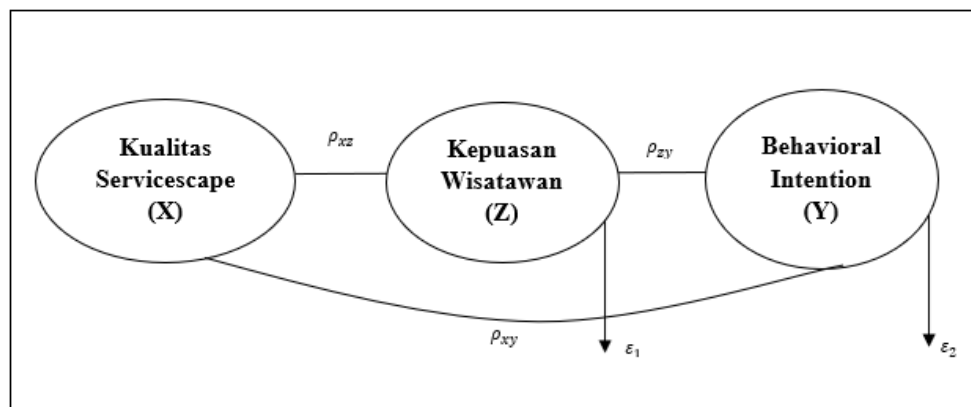 Kualitas
Servicescape
(X)
ρxz
Kepuasan
Wisatawan
(Z)
ρzy
Behavioral
Intention
(Y)
ρxy
ε1
ε2